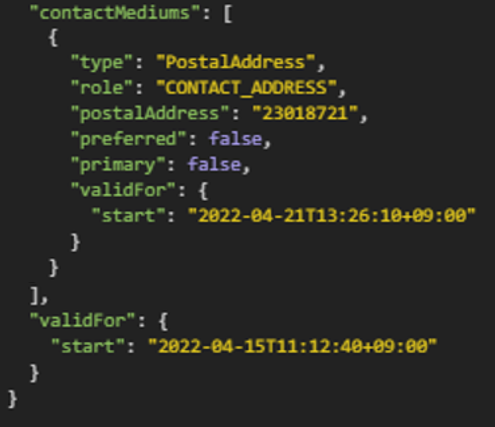 "contactMediums": [
{
"type": "PostalAddress",
"role": "CONTACT_ADDRESS",
"postalAddress": "23018721",
"preferred": false,
"primary": false,
"validFor": {
"start": "2022-04-21T13:26:10+09:00"
}
}
],
"validFor": {
"start": "2022-04-15T11:12:40+09:00"
}
}